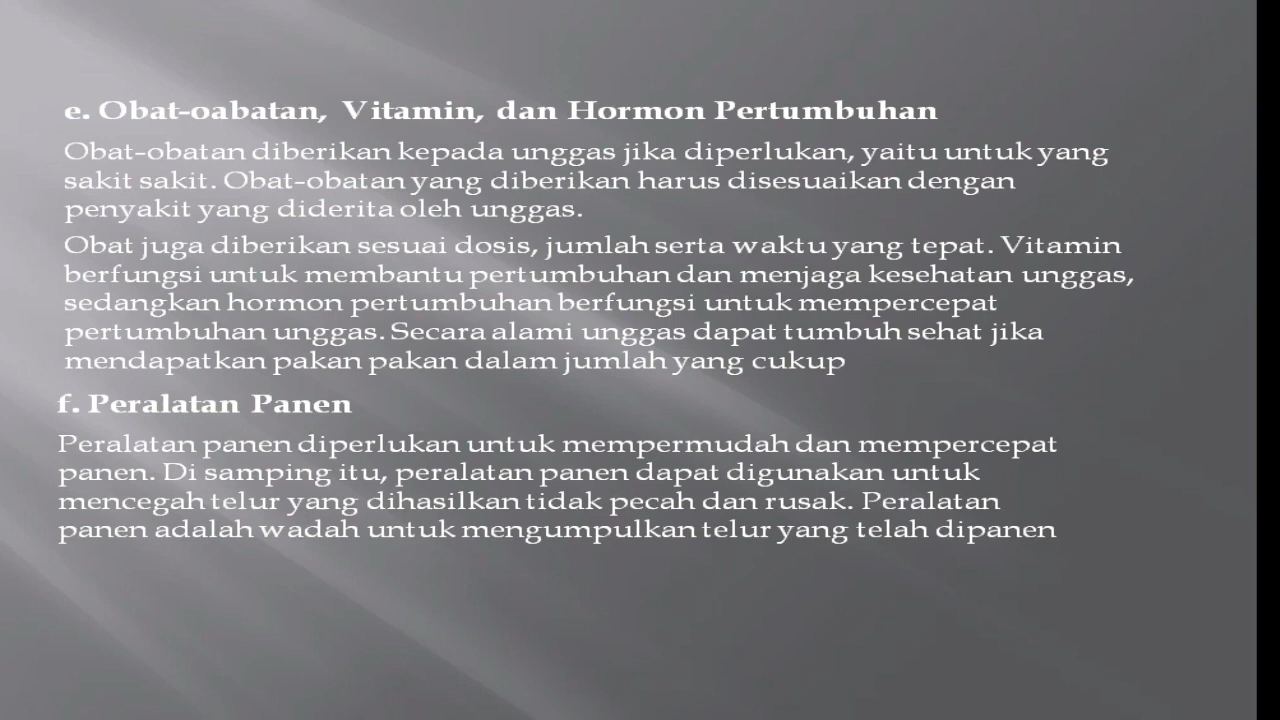 e. Obat-oabatan, Vitamin, dan Hormon Pertumbuhan
Obat-obatan diberikan kepada unggas jika diperlukan, yaitu untuk yang
sakit sakit. Obat-obatan yang diberikan harus disesuaikan dengan
penyakit yang diderita oleh unggas.
Obat juga diberikan sesuai dosis, jumlah serta waktu yang tepat. Vitamin
berfungsi untuk membantu pertumbuhan dan menjaga kesehatan unggas,
sedangkan hormon pertumbuhan berfungsi untuk mempercepat
pertumbuhan unggas. Secara alami unggas dapat tumbuh sehat jika
mendapatkan pakan pakan dalam jumlah yang cukup
f. Peralatan Panen
Peralatan panen diperlukan untuk mempermudah dan mempercepat
panen. Di samping itu, peralatan panen dapat digunakan untuk
mencegah telur yang dihasilkan tidak pecah dan rusak. Peralatan
panen adalah wadah untuk mengumpulkan telur yang telah dipanen